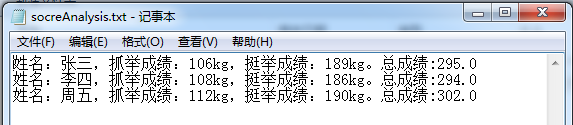 socreAnalysis.txt - 记事本
文件(F) 编辑(E) 格式(O) 查看(V) 帮助(H)
姓名：张三，抓举成绩：106kg，挺举成绩：189kg。总成绩:295.0
姓名：李四，抓举成绩：108kg，挺举成绩：186kg。总成绩:294.0
姓名：周五，抓举成绩：112kg，挺举成绩：190kg。总成绩:302.0